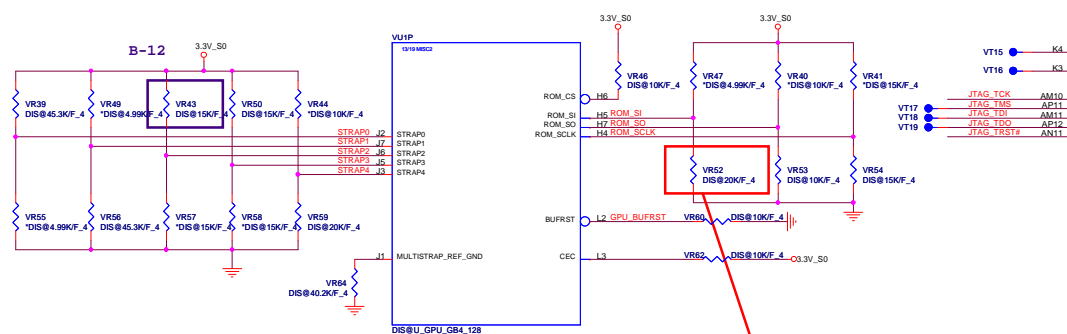 B-12
3.3V_S0
VR39
DIS@45.3K/F_4
VR49
*DIS@4.99K/F_4
VR43
DIS@15K/F_4
VR50
*DIS@15K/F_4
VR44
*DIS@10K/F_4
VR55
*DIS@4.99K/F_4
VR56
DIS@45.3K/F_4
VR57
*DIS@15K/F_4
VR58
*DIS@15K/F_4
VR59
DIS@20K/F_4
STRAP0 J2 STRAP0
STRAP1 J7 STRAP1
STRAP2 J6 STRAP2
STRAP3 J5 STRAP3
STRAP4 J3 STRAP4
J1 MULTISTRAP_REF_GND
VR64
DIS@40.2K/F_4
VU1P
13/19 MISC2
ROM_CS H6
ROM_SI H5 ROM_SI
ROM_SO H7 ROM_SO
ROM_SCLK H4 ROM_SCLK
BUFRST L2 GPU_BUFRST
CEC L3
DIS@U_GPU_GB4_128
3.3V_S0
VR46
DIS@10K/F_4
3.3V_S0
VR47
*DIS@4.99K/F_4
VR40
*DIS@10K/F_4
VR41
*DIS@15K/F_4
VR52
DIS@20K/F_4
VR53
DIS@10K/F_4
VR54
DIS@15K/F_4
VR60 DIS@10K/F_4
VR62 DIS@10K/F_4 3.3V_S0
VT15 K4
VT16 K3
JTAG_TCK AM10
VT17 JTAG_TMS AP11
VT18 JTAG_TDI AM11
VT19 JTAG_TDO AP12
JTAG_TRST# AN11